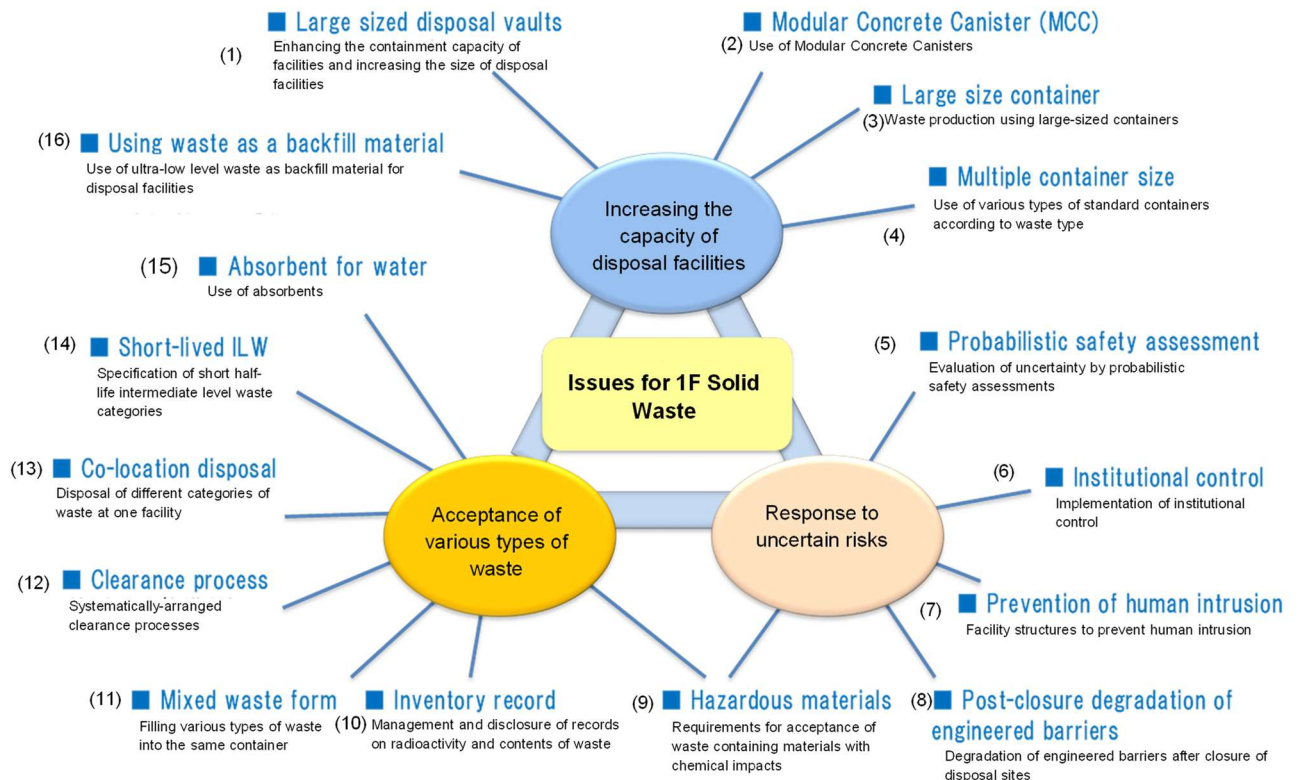 (1)
■ Large sized disposal vaults
Enhancing the containment capacity of
facilities and increasing the size of disposal
facilities
(2)
■ Modular Concrete Canister (MCC)
Use of Modular Concrete Canisters
(3)
■ Large size container
Waste production using large-sized containers
(4)
■ Multiple container size
Use of various types of standard containers
according to waste type
(16)
■ Using waste as a backfill material
Use of ultra-low level waste as backfill material for
disposal facilities
Increasing the
capacity of
disposal facilities
(15)
■ Absorbent for water
Use of absorbents
(14)
■ Short-lived ILW
Specification of short half-
life intermediate level waste
categories
Issues for 1F Solid
Waste
(5)
■ Probabilistic safety assessment
Evaluation of uncertainty by probabilistic
safety assessments
(13)
■ Co-location disposal
Disposal of different categories of
waste at one facility
Acceptance of
various types of
waste
Response to
uncertain risks
(6)
■ Institutional control
Implementation of institutional
control
(12)
■ Clearance process
Systematically-arranged
clearance processes
(7)
■ Prevention of human intrusion
Facility structures to prevent human intrusion
(11)
■ Mixed waste form
Filling various types of waste
into the same container
(10)
■ Inventory record
Management and disclosure of records
on radioactivity and contents of waste
(9)
■ Hazardous materials
Requirements for acceptance of
waste containing materials with
chemical impacts
(8)
■ Post-closure degradation of
engineered barriers
Degradation of engineered barriers after closure of
disposal sites